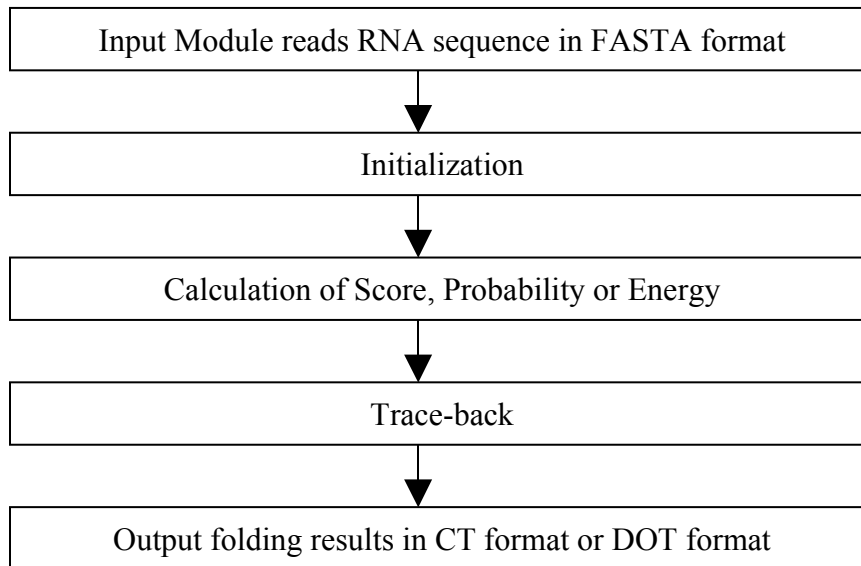 Input Module reads RNA sequence in FASTA format
Initialization
Calculation of Score, Probability or Energy
Trace-back
Output folding results in CT format or DOT format